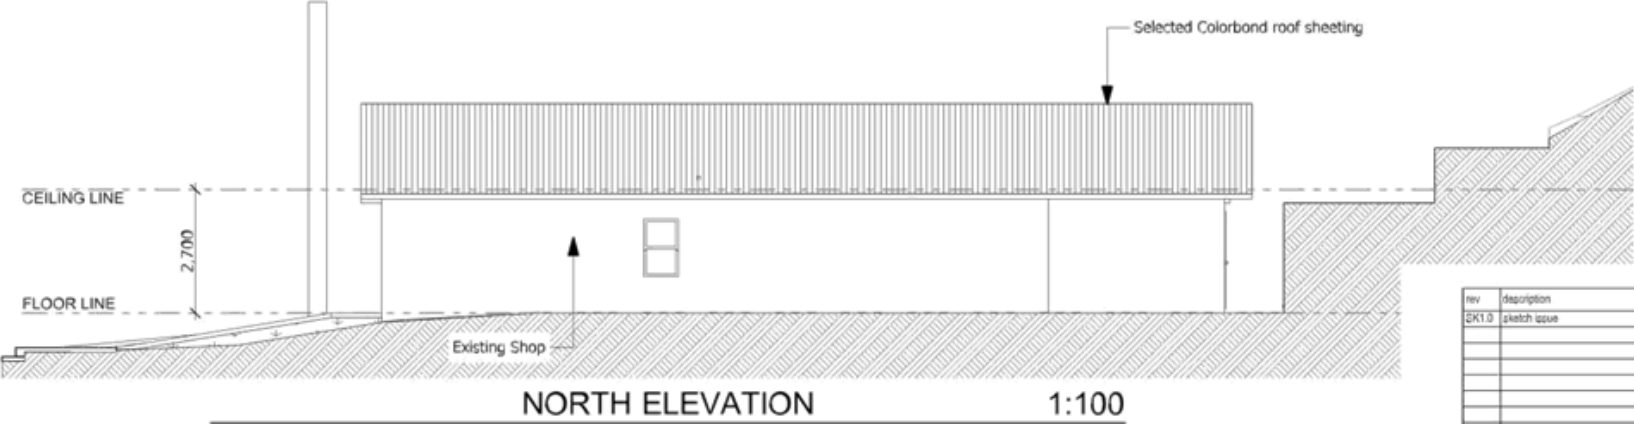 Selected Colorbond roof sheeting
CEILING LINE
2,700
FLOOR LINE
Existing Shop
rev description
SK1.0 sketch issue
NORTH ELEVATION 1:100